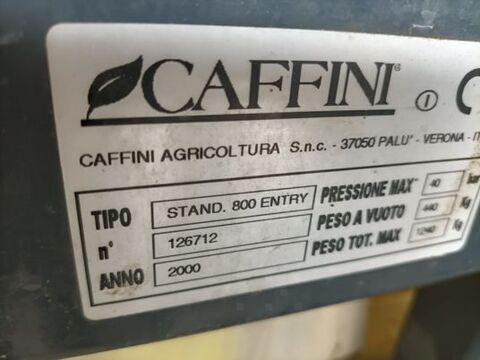 CAFFINI®
CAFFINI AGRICOLTURA S.n.c. - 37050 PALU' - VERONA - IT
TIPO STAND. 800 ENTRY PRESSIONE MAX 40 bar
n° 126712 PESO A VUOTO 440 Kg
ANNO 2000 PESO TOT. MAX 1240 Kg